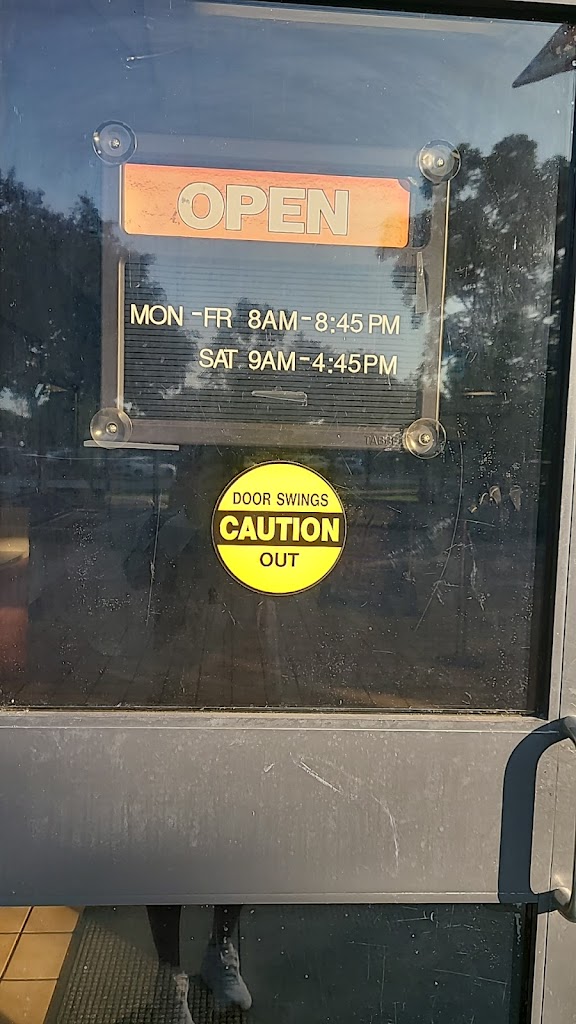 OPEN
MON - FR 8AM - 8:45 PM
SAT 9AM - 4:45PM
DOOR SWINGS
CAUTION
OUT